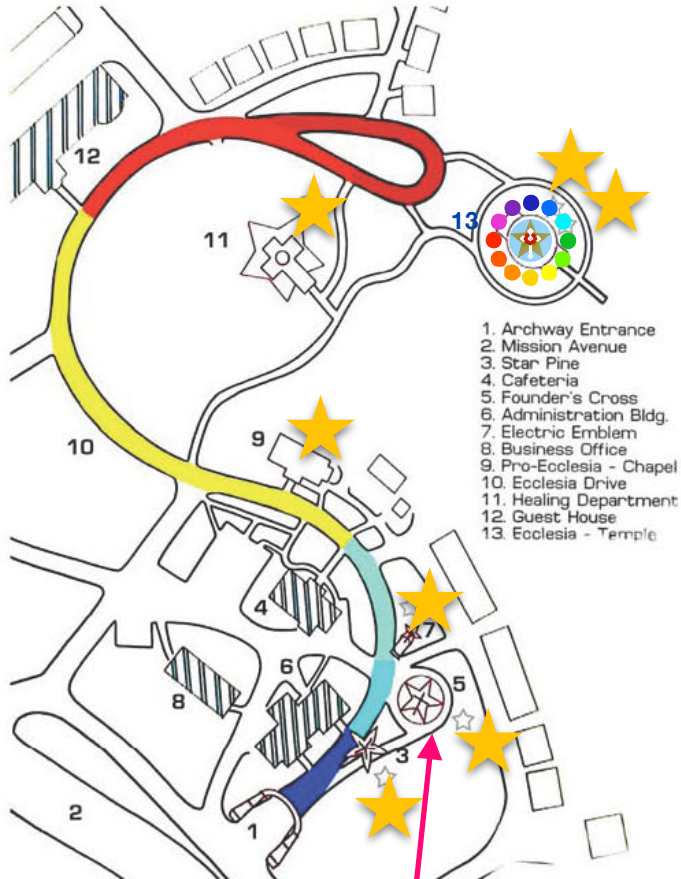 12
13
11
1. Archway Entrance
2. Mission Avenue
3. Star Pine
4. Cafeteria
5. Founder's Cross
6. Administration Bldg.
7. Electric Emblem
8. Business Office
9. Pro-Ecclesia - Chapel
10. Ecclesia Drive
11. Healing Department
12. Guest House
13. Ecclesia - Temple
9
10
4
7
6
5
8
3
2
1